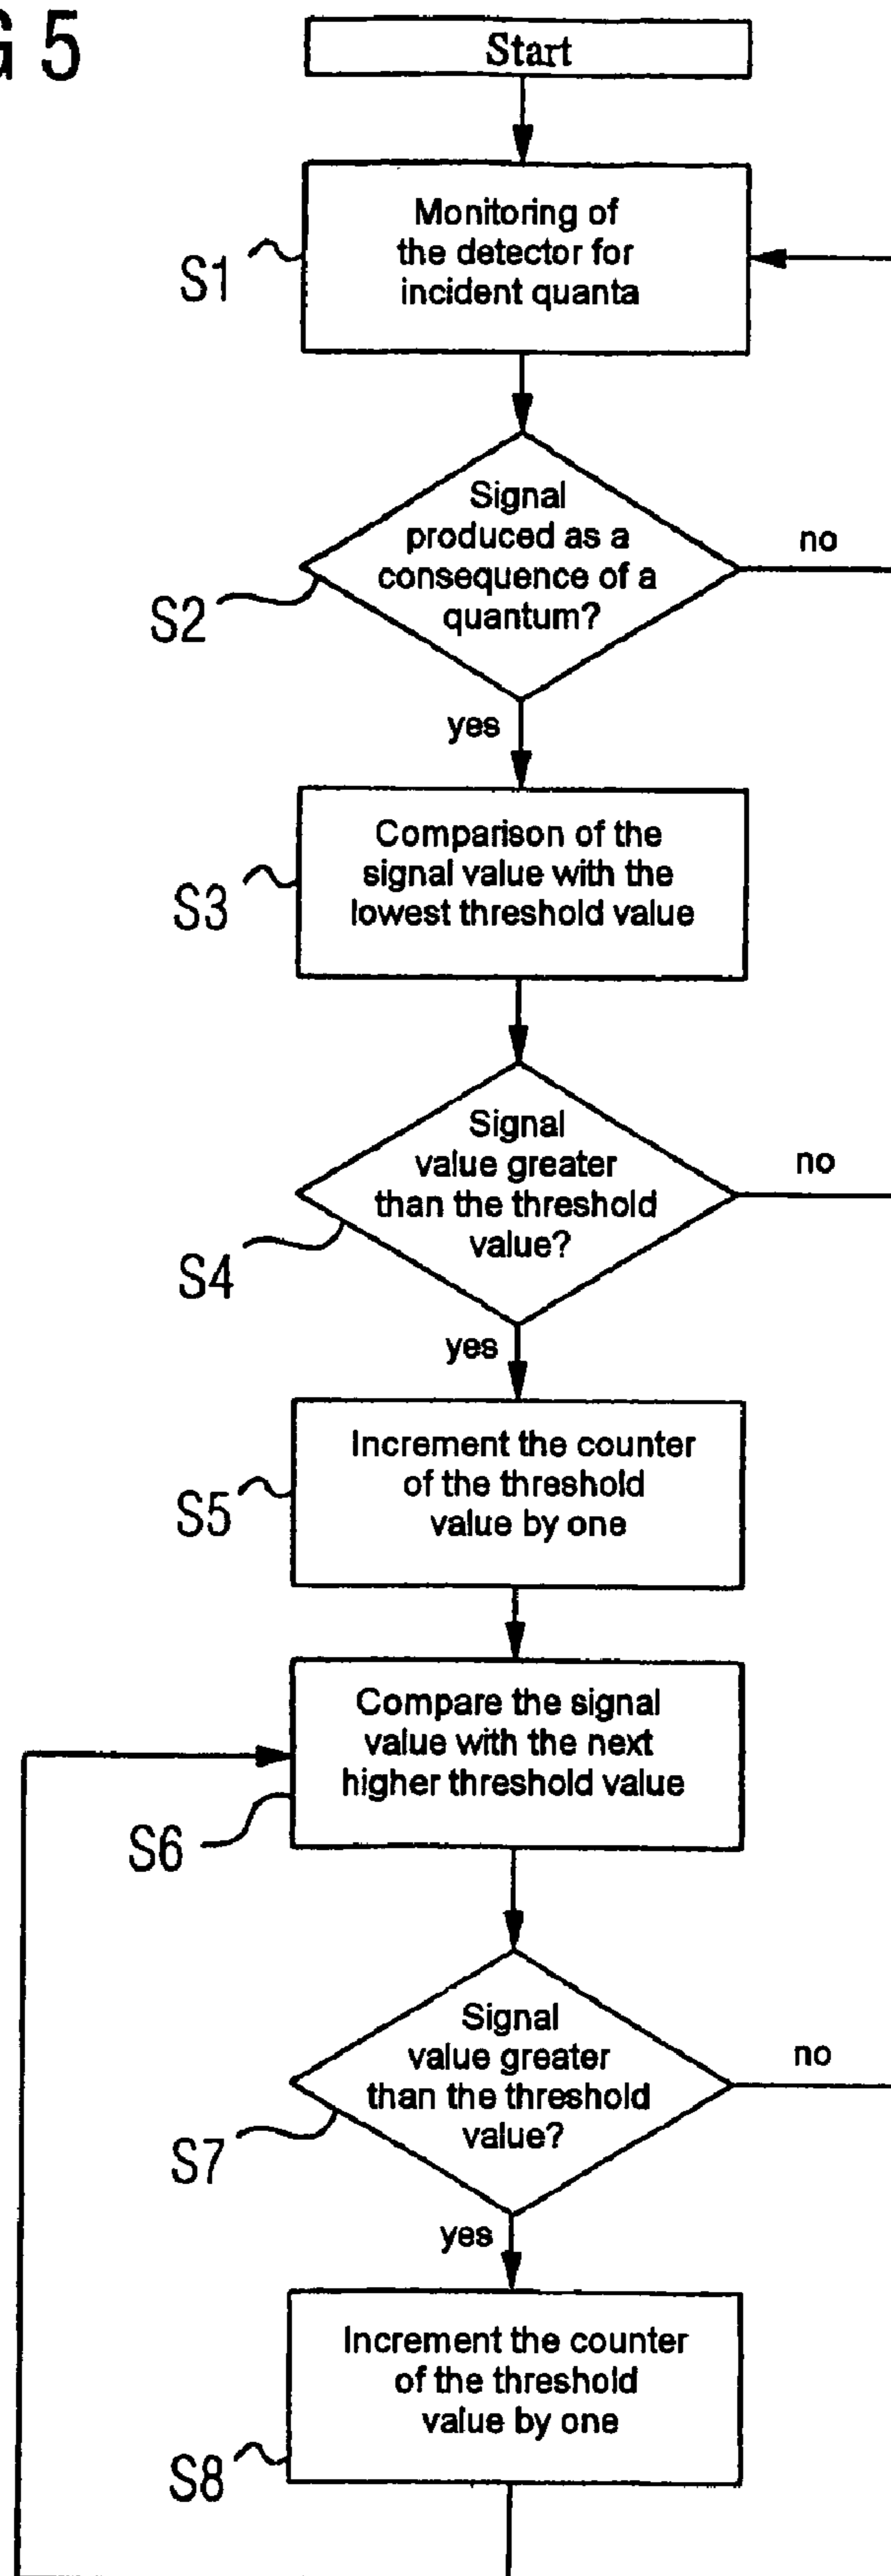 G 5
Start
Monitoring of
the detector for
incident quanta
S1
Signal
produced as a
consequence of a
quantum?
no
S2
yes
Comparison of the
signal value with the
lowest threshold value
S3
Signal
value greater
than the threshold
value?
no
S4
yes
Increment the counter
of the threshold
value by one
S5
Compare the signal
value with the next
higher threshold value
S6
Signal
value greater
than the threshold
value?
no
S7
yes
Increment the counter
of the threshold
value by one
S8